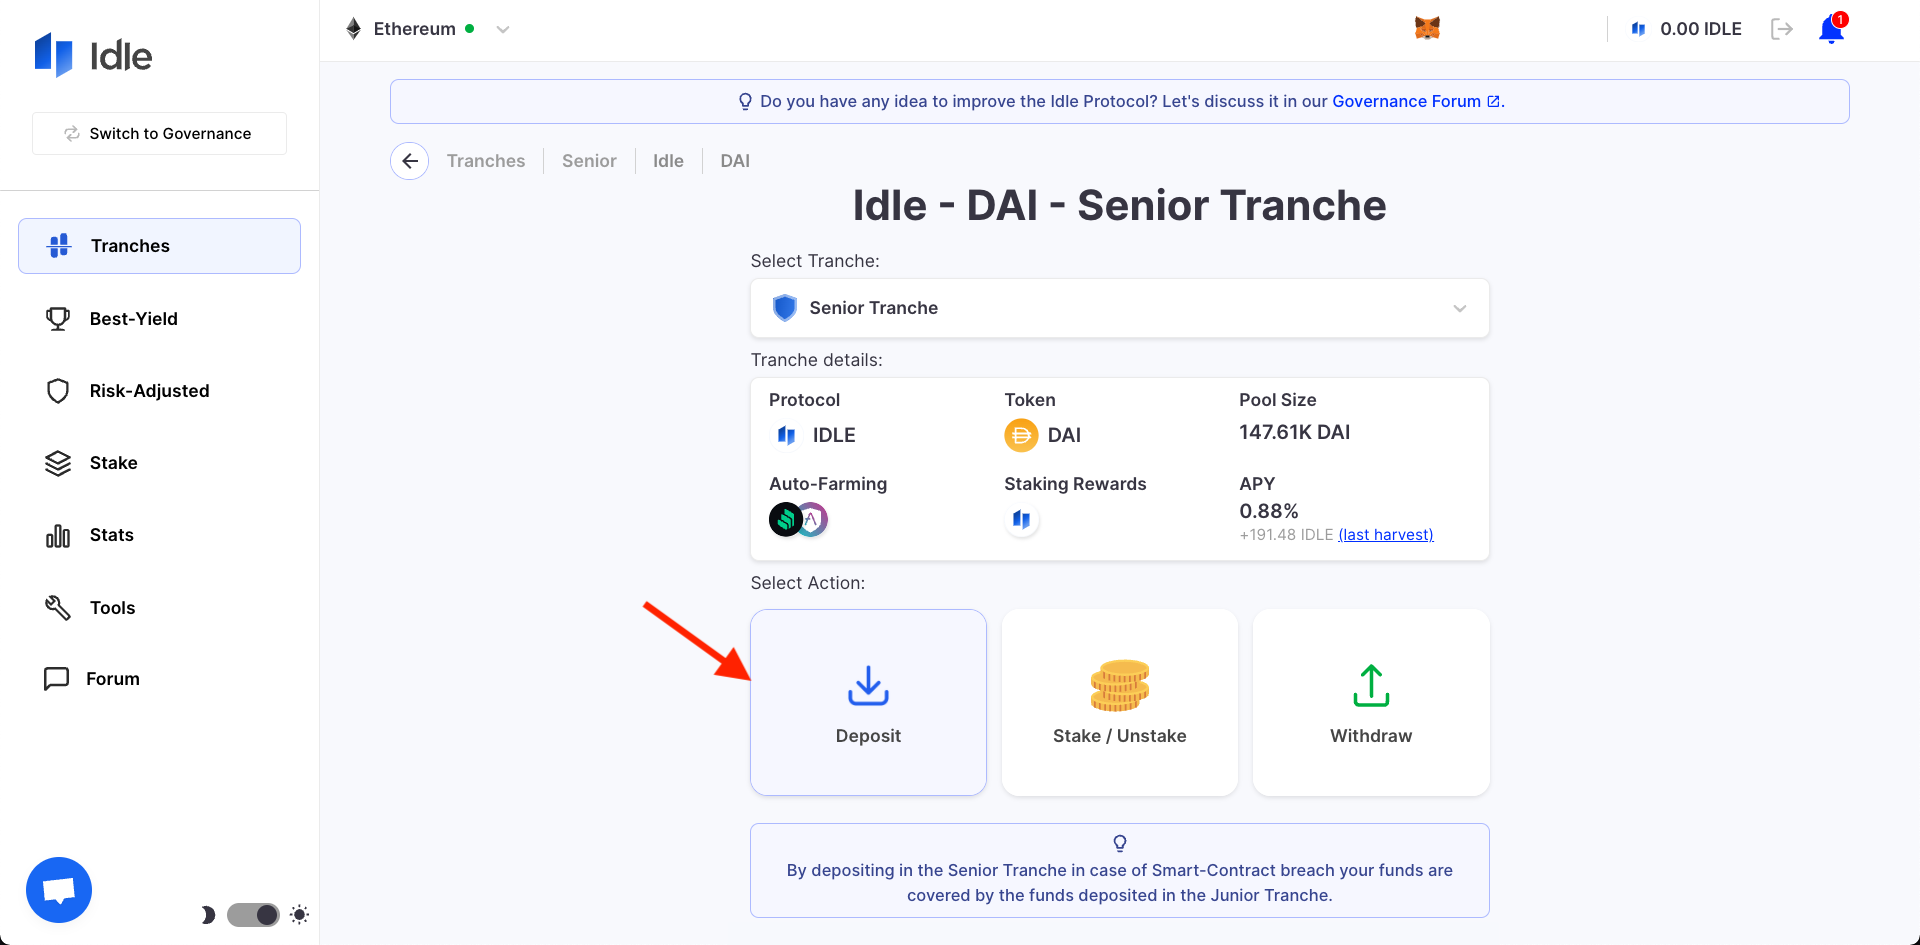 Idle
Switch to Governance
Tranches
Best-Yield
Risk-Adjusted
Stake
Stats
Tools
Forum
Ethereum
0.00 IDLE
1
Do you have any idea to improve the Idle Protocol? Let's discuss it in our Governance Forum.
Tranches Senior Idle DAI
Idle - DAI - Senior Tranche
Select Tranche:
Senior Tranche
Tranche details:
Protocol Token Pool Size
IDLE DAI 147.61K DAI
Auto-Farming Staking Rewards APY
0.88%
+191.48 IDLE (last harvest)
Select Action:
Deposit Stake / Unstake Withdraw
By depositing in the Senior Tranche in case of Smart-Contract breach your funds are
covered by the funds deposited in the Junior Tranche.